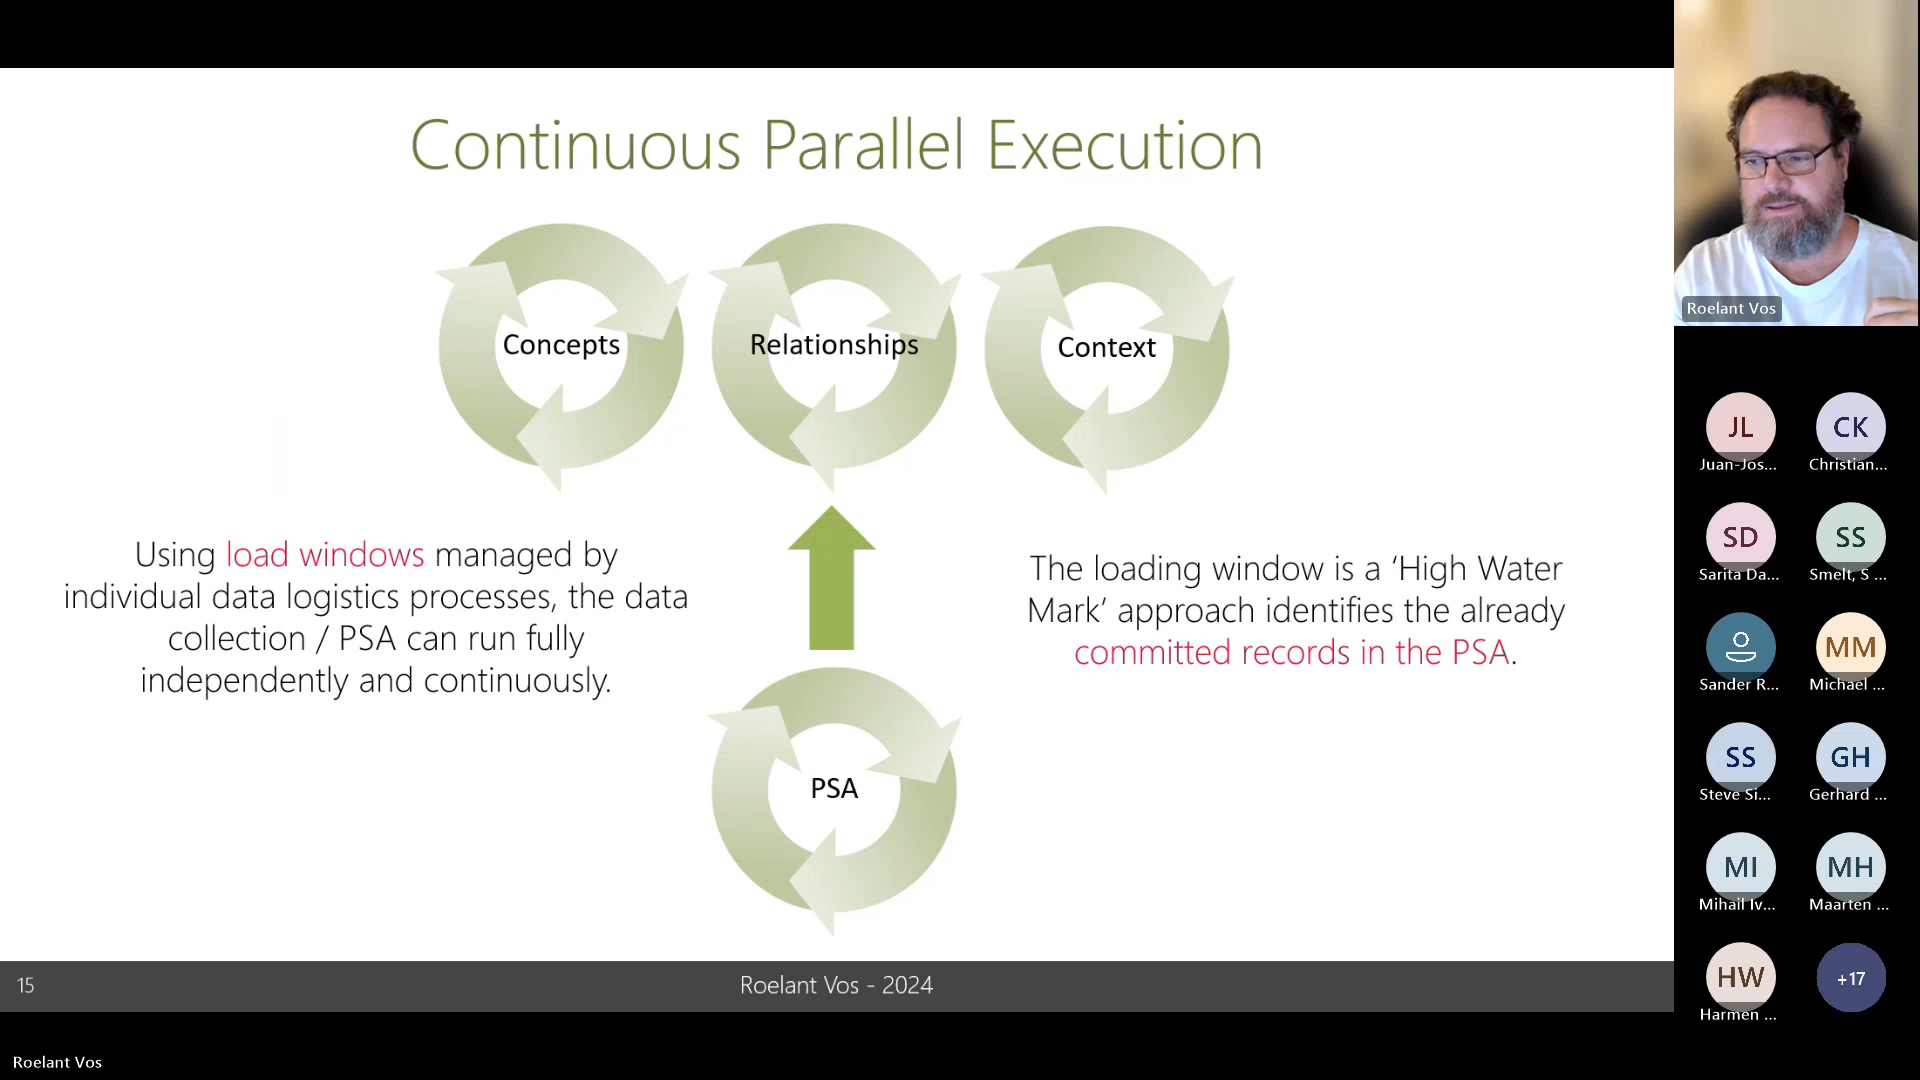 Continuous Parallel Execution
Concepts
Relationships
Context
Using load windows managed by
individual data logistics processes, the data
collection / PSA can run fully
independently and continuously.
The loading window is a ‘High Water
Mark’ approach identifies the already
committed records in the PSA.
PSA
15
Roelant Vos - 2024
Roelant Vos
Roelant Vos
JL
Juan-Jos...
CK
Christian...
SD
Sarita Da...
SS
Smelt, S ...
Sander R...
MM
Michael ...
SS
Steve Si...
GH
Gerhard ...
MI
Mihail Iv...
MH
Maarten ...
HW
Harmen ...
+17